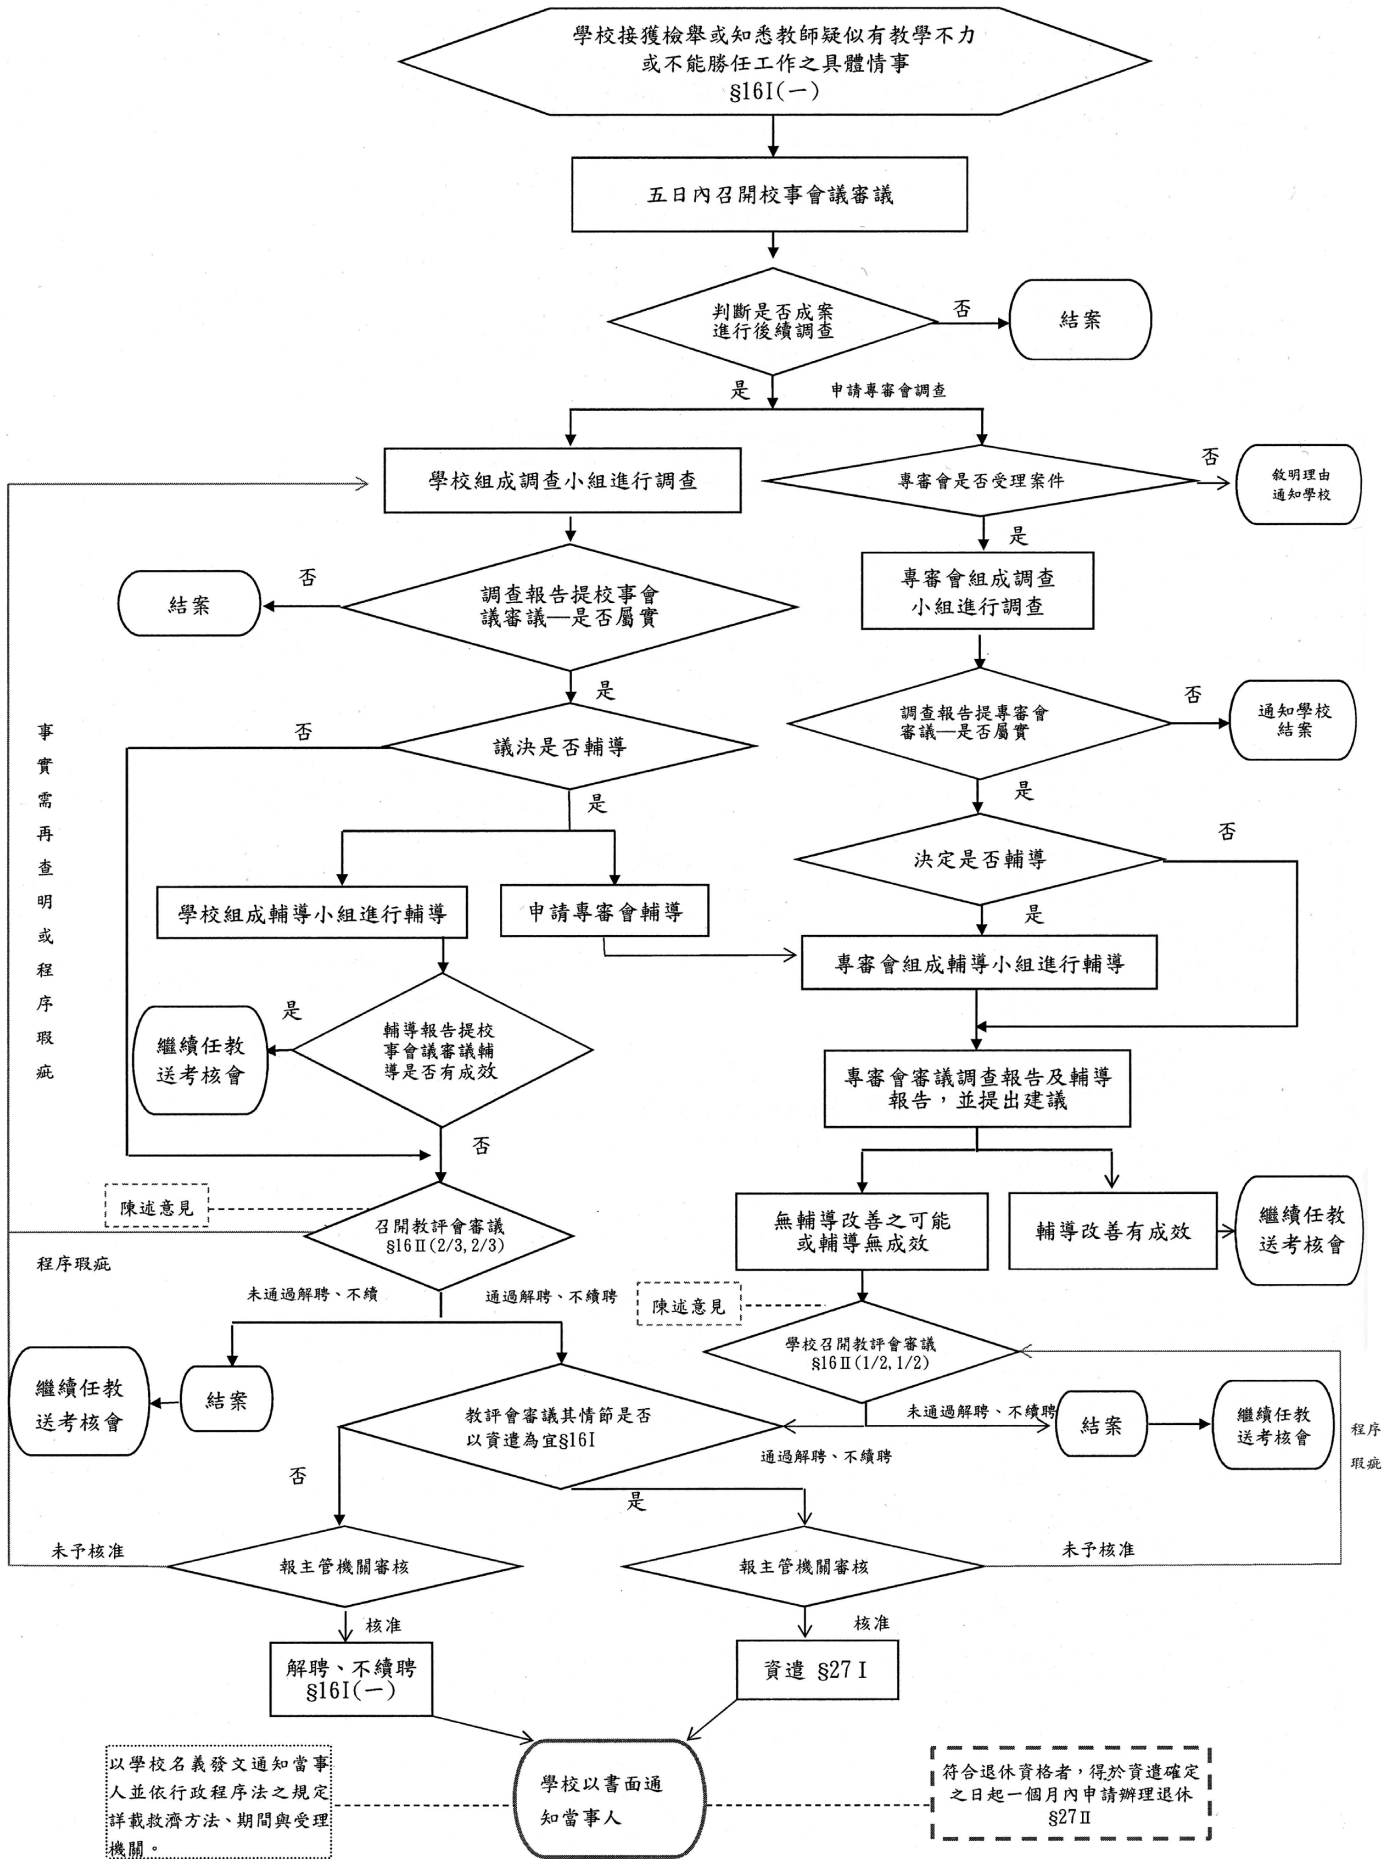 學校接獲檢舉或知悉教師疑似有教學不力
或不能勝任工作之具體情事
§16I(一)
五日內召開校事會議審議
判斷是否成案
進行後續調查
否
結案
是
申請專審會調查
學校組成調查小組進行調查
專審會是否受理案件
否
敘明理由
通知學校
是
專審會組成調查
小組進行調查
否
結案
調查報告提校事會
議審議—是否屬實
是
調查報告提專審會
審議—是否屬實
否
通知學校
結案
事實需再查明或程序瑕疵
否
議決是否輔導
是
是
決定是否輔導
否
學校組成輔導小組進行輔導
申請專審會輔導
是
專審會組成輔導小組進行輔導
是
繼續任教
送考核會
輔導報告提校
事會議審議輔
導是否有成效
否
專審會審議調查報告及輔導
報告，並提出建議
陳述意見
召開教評會審議
§16Ⅱ(2/3,2/3)
無輔導改善之可能
或輔導無成效
輔導改善有成效
繼續任教
送考核會
程序瑕疵
未通過解聘、不續
通過解聘、不續聘
陳述意見
學校召開教評會審議
§16Ⅱ(1/2,1/2)
繼續任教
送考核會
結案
教評會審議其情節是否
以資遣為宜§16I
未通過解聘、不續聘
結案
繼續任教
送考核會
程序
瑕疵
通過解聘、不續聘
否
是
未予核准
報主管機關審核
報主管機關審核
未予核准
核准
核准
解聘、不續聘
§16I(一)
資遣 §27Ⅰ
以學校名義發文通知當事
人並依行政程序法之規定
詳載救濟方法、期間與受理
機關。
學校以書面通
知當事人
符合退休資格者，得於資遣確定
之日起一個月內申請辦理退休
§27Ⅱ